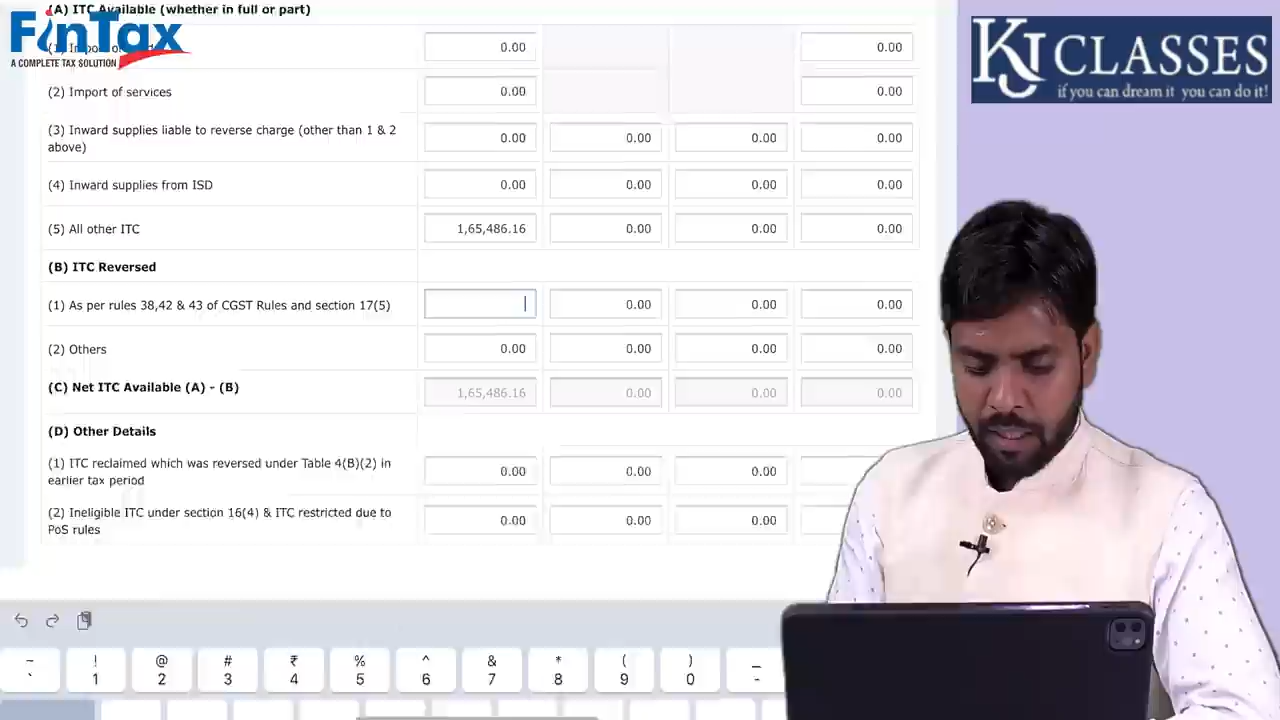 (A) ITC Available (whether in full or part)
FinTax
A COMPLETE TAX SOLUTION
0.00 0.00
(2) Import of services 0.00 0.00
(3) Inward supplies liable to reverse charge (other than 1 & 2
above) 0.00 0.00 0.00 0.00
(4) Inward supplies from ISD 0.00 0.00 0.00 0.00
(5) All other ITC 1,65,486.16 0.00 0.00 0.00
(B) ITC Reversed
(1) As per rules 38,42 & 43 of CGST Rules and section 17(5) 0.00 0.00 0.00
(2) Others 0.00 0.00 0.00 0.00
(C) Net ITC Available (A) - (B) 1,65,486.16 0.00 0.00 0.00
(D) Other Details
(1) ITC reclaimed which was reversed under Table 4(B)(2) in
earlier tax period 0.00 0.00 0.00
(2) Ineligible ITC under section 16(4) & ITC restricted due to
PoS rules 0.00 0.00 0.00
KJ CLASSES
if you can dream it you can do it!
~ ! @ # ₹ % ^ & * ( ) _
` 1 2 3 4 5 6 7 8 9 0 -